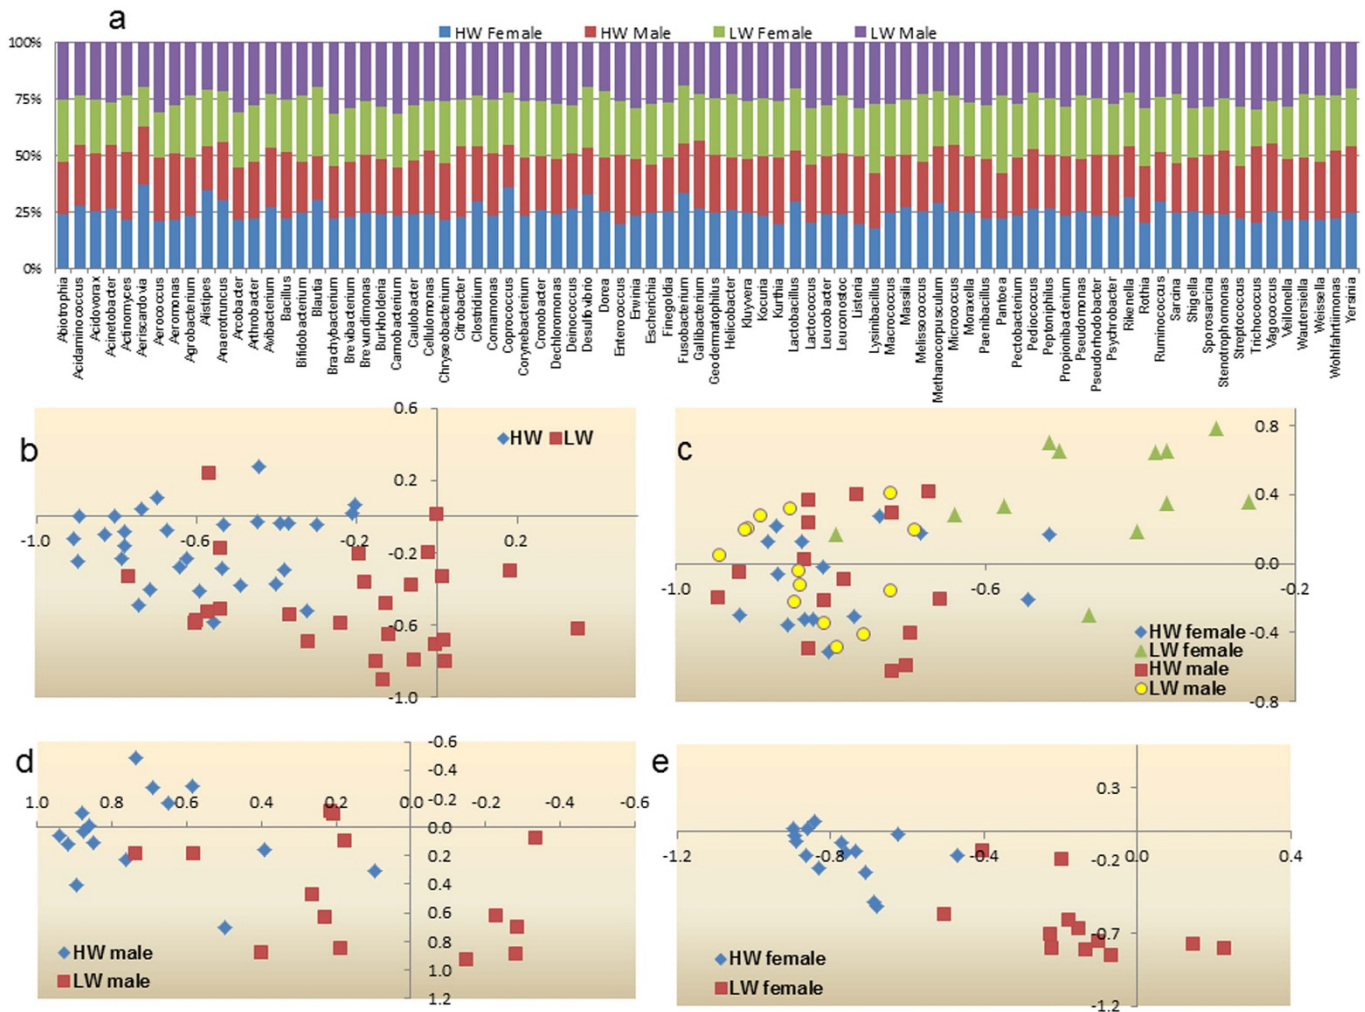 a
HW Female HW Male LW Female LW Male
100%
75%
50%
25%
0%
Abiotrophia
Acidaminococcus
Acidovorax
Acinetobacter
Actinomyces
Aeriscardovia
Aerococcus
Aeromonas
Agrobacterium
Alistipes
Anaerotruncus
Arcobacter
Arthrobacter
Avibacterium
Bacillus
Bifidobacterium
Blautia
Brachybacterium
Brevibacterium
Brevundimonas
Burkholderia
Carnobacterium
Caulobacter
Cellulomonas
Chryseobacterium
Citrobacter
Clostridium
Comamonas
Coprococcus
Corynebacterium
Cronobacter
Dechloromonas
Deinococcus
Desulfovibrio
Dorea
Enterococcus
Erwinia
Escherichia
Finegoldia
Fusobacterium
Gallibacterium
Geodermatophilus
Helicobacter
Kluyvera
Kocuria
Kurthia
Lactobacillus
Lactococcus
Leucobacter
Leuconostoc
Listeria
Lysinibacillus
Macrococcus
Massilia
Melissococcus
Methanocorpusculum
Micrococcus
Moraxella
Paenibacillus
Pantoea
Pectobacterium
Pediococcus
Peptoniphilus
Propionibacterium
Pseudomonas
Pseudorhodobacter
Psychrobacter
Rikenella
Rothia
Ruminococcus
Sarcina
Shigella
Sporosarcina
Stenotrophomonas
Streptococcus
Trichococcus
Vagococcus
Veillonella
Wautersiella
Weissella
Wohlfahrtiimonas
Yersinia
b
HW LW
0.6
0.2
-1.0 -0.6 -0.2 0.2
-0.2
-0.6
-1.0
c
0.8
0.4
0.0
-1.0 -0.6 -0.2
-0.4
-0.8
HW female
LW female
HW male
LW male
d
-0.6
-0.4
-0.2
1.0 0.8 0.6 0.4 0.2 0.0 -0.2 -0.4 -0.6
0.0
0.2
0.4
0.6
0.8
1.0
1.2
HW male
LW male
e
0.3
-1.2 -0.8 -0.4 0.0 0.4
-0.2
-0.7
-1.2
HW female
LW female